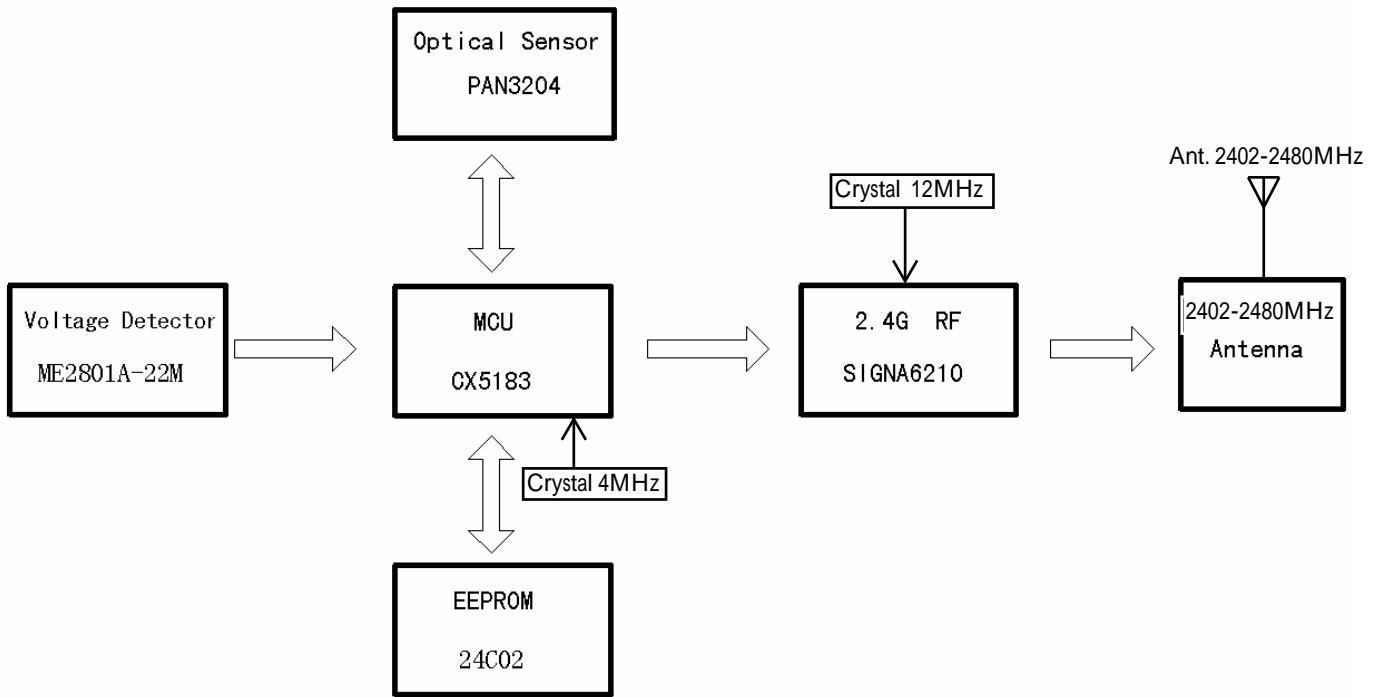 Optical Sensor
PAN3204
Ant. 2402-2480MHz
Crystal 12MHz
Voltage Detector
ME2801A-22M
MCU
CX5183
2.4G RF
SIGNA6210
2402-2480MHz
Antenna
Crystal 4MHz
EEPROM
24C02